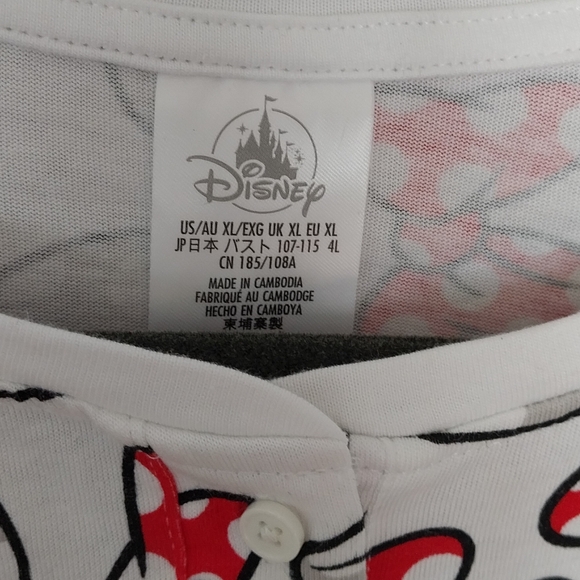 Disney
US/AU XL/EXG UK XL EU XL
JP日本 バスト 107-115 4L
CN 185/108A
MADE IN CAMBODIA
FABRIQUÉ AU CAMBODGE
HECHO EN CAMBOYA
柬埔寨製